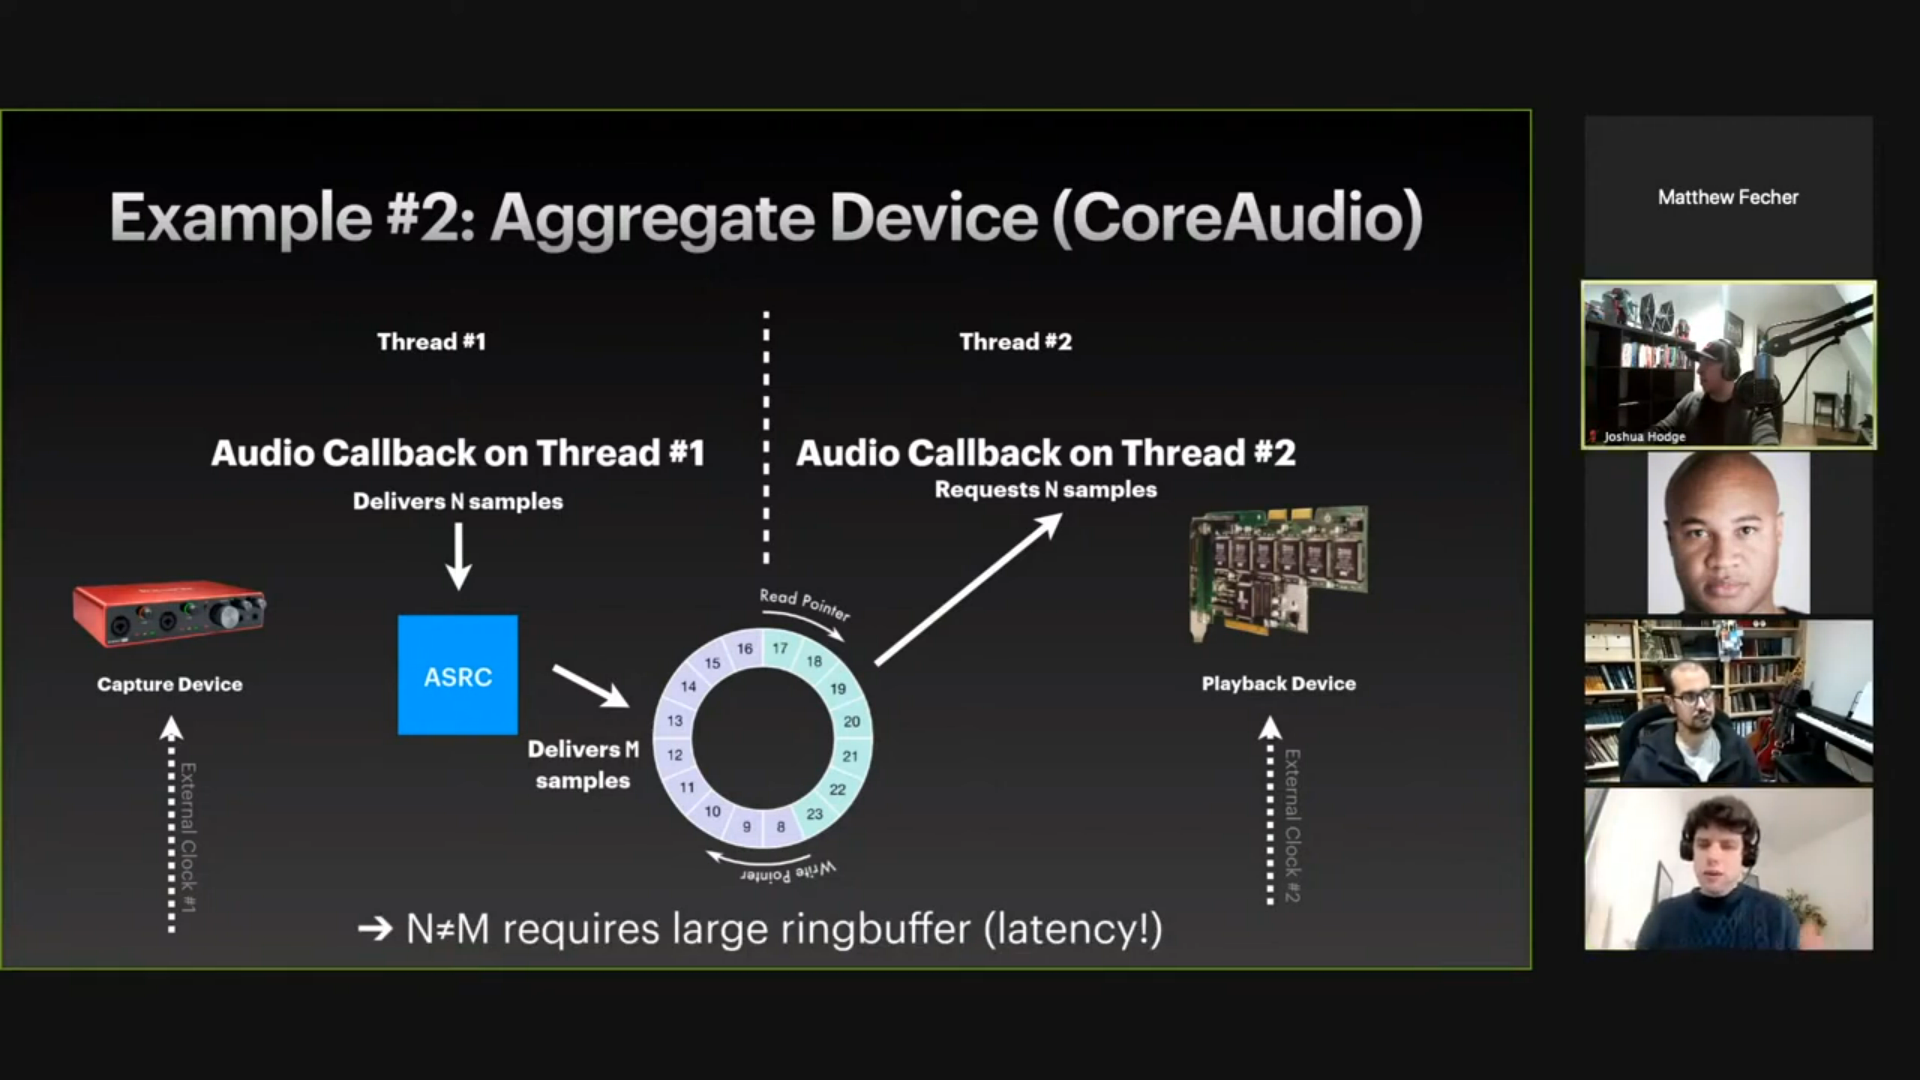 Example #2: Aggregate Device (CoreAudio)
Thread #1
Thread #2
Audio Callback on Thread #1
Delivers N samples
Audio Callback on Thread #2
Requests N samples
Capture Device
External Clock #1
ASRC
Delivers M
samples
Read Pointer
16
17
18
19
20
21
22
23
8
9
10
11
12
13
14
15
Write Pointer
Playback Device
External Clock #2
→ N≠M requires large ringbuffer (latency!)
Matthew Fecher
Joshua Hodge